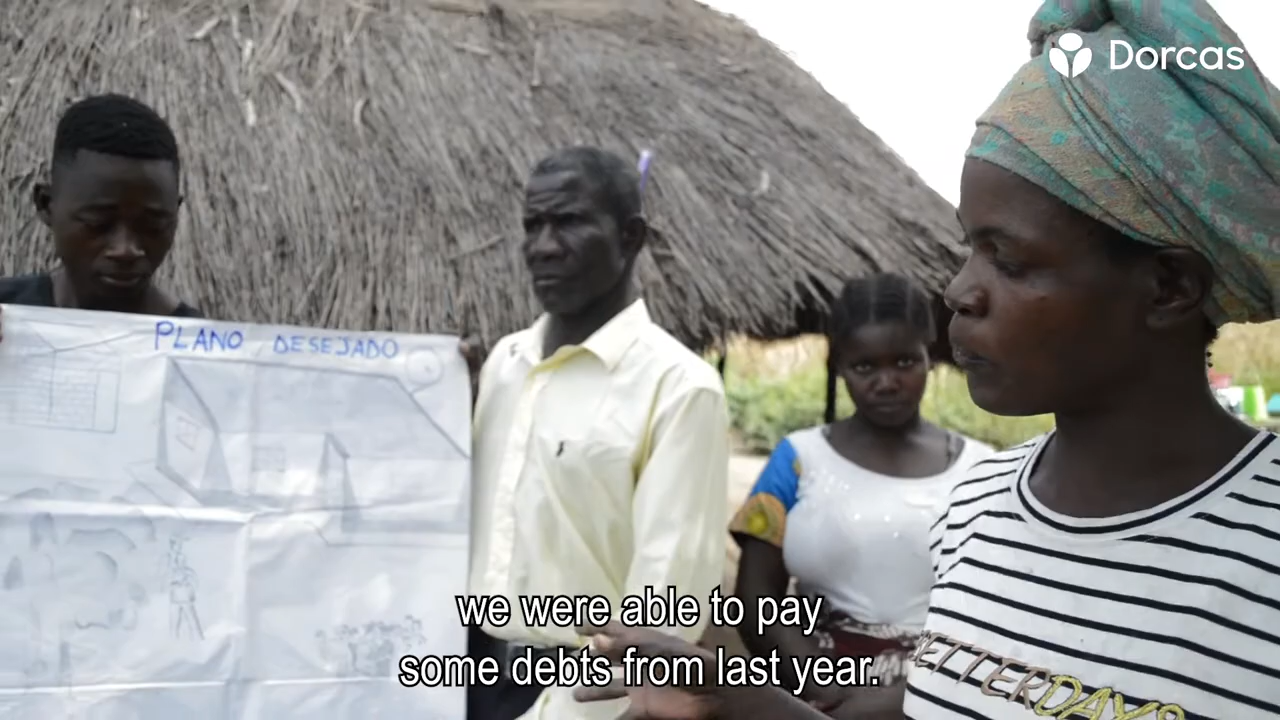 Dorcas
PLANO DESEJADO
we were able to pay
some debts from last year.
BETTERDAYS